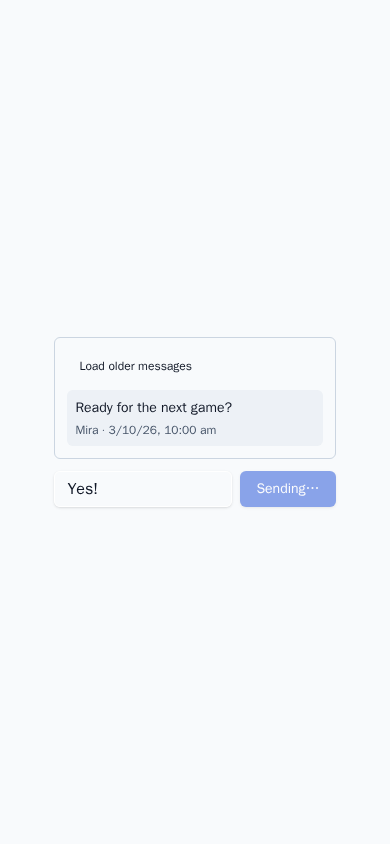 Load older messages
Ready for the next game?
Mira · 3/10/26, 10:00 am
Yes!
Sending…